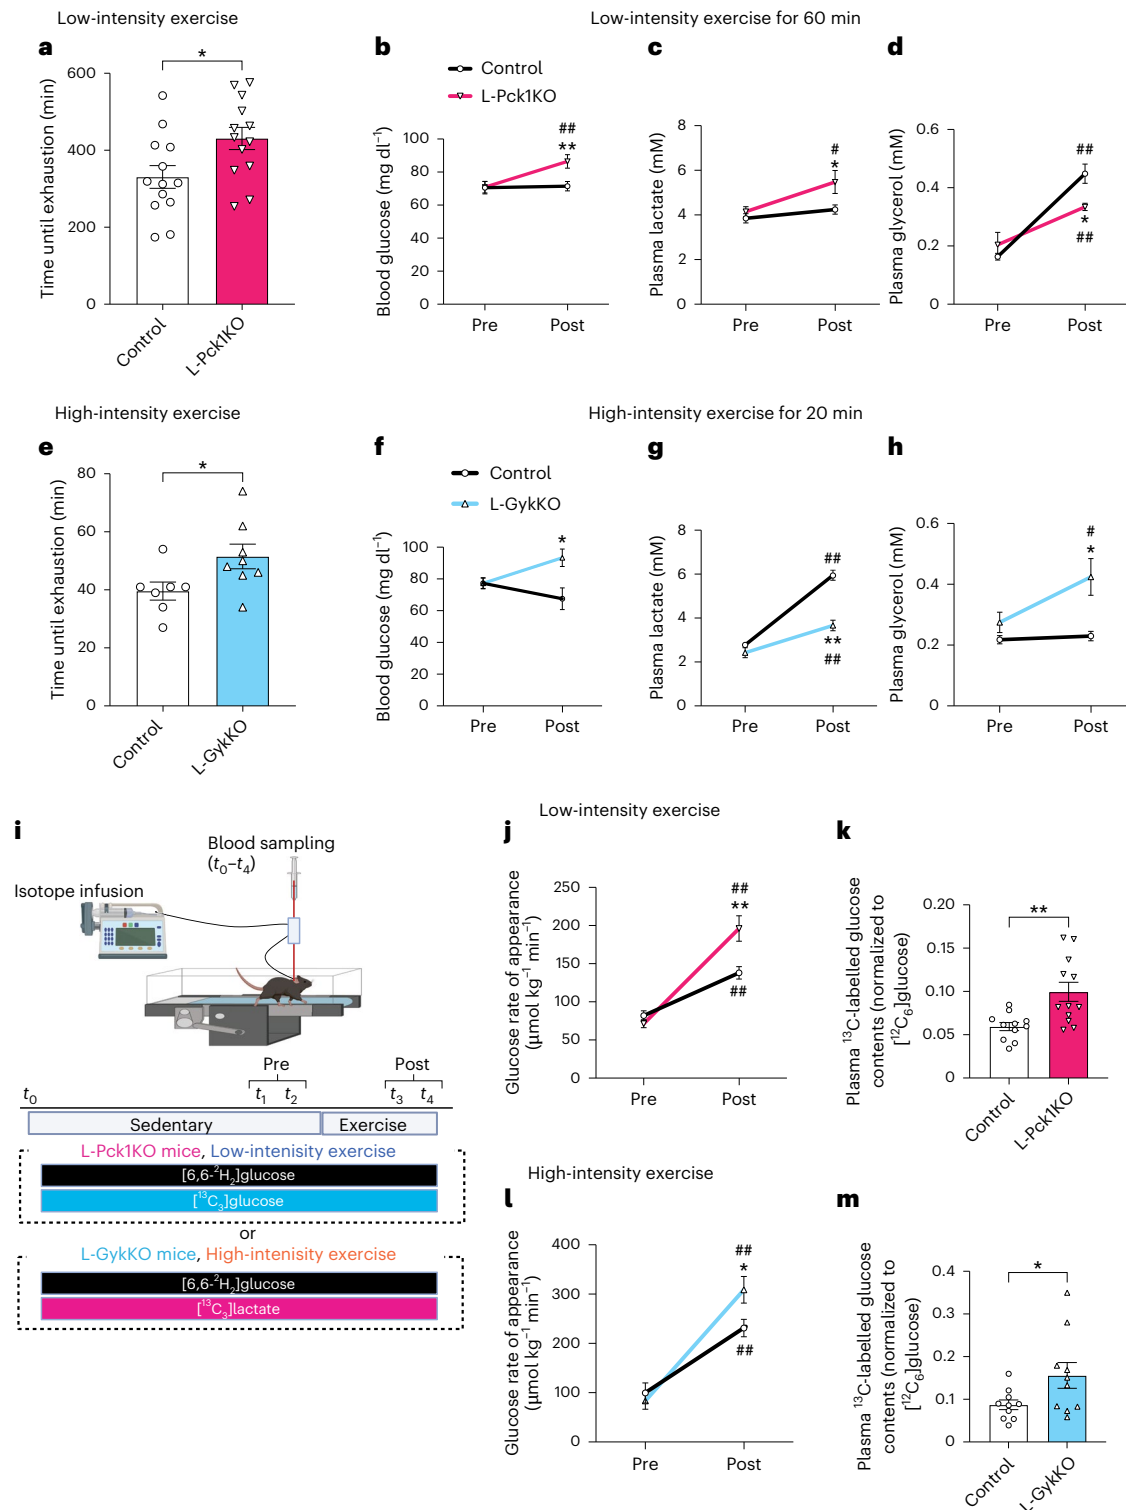 Low-intensity exercise
Low-intensity exercise for 60 min
a
*
Time until exhaustion (min)
600
400
200
0
Control
L-Pck1KO
b
Control
L-Pck1KO
##
**
Blood glucose (mg dl⁻¹)
100
80
60
40
20
0
Pre
Post
c
#
*
Plasma lactate (mM)
8
6
4
2
0
Pre
Post
d
##
*
##
Plasma glycerol (mM)
0.6
0.4
0.2
0
Pre
Post
High-intensity exercise
High-intensity exercise for 20 min
e
*
Time until exhaustion (min)
80
60
40
20
0
Control
L-GykKO
f
Control
L-GykKO
*
Blood glucose (mg dl⁻¹)
100
80
60
40
20
0
Pre
Post
g
##
**
##
Plasma lactate (mM)
8
6
4
2
0
Pre
Post
h
#
*
Plasma glycerol (mM)
0.6
0.4
0.2
0
Pre
Post
i
Blood sampling
(t₀–t₄)
Isotope infusion
Pre
Post
t₀
t₁ t₂
t₃ t₄
Sedentary
Exercise
L-Pck1KO mice, Low-intenisity exercise
[6,6-²H₂]glucose
[¹³C₃]glucose
or
L-GykKO mice, High-intenisity exercise
[6,6-²H₂]glucose
[¹³C₃]lactate
Low-intensity exercise
j
##
**
##
Glucose rate of appearance
(µmol kg⁻¹ min⁻¹)
250
200
150
100
50
0
Pre
Post
k
**
Plasma ¹³C-labelled glucose
contents (normalized to
[¹²C₆]glucose)
0.20
0.15
0.10
0.05
0
Control
L-Pck1KO
High-intensity exercise
l
##
*
##
Glucose rate of appearance
(µmol kg⁻¹ min⁻¹)
400
300
200
100
0
Pre
Post
m
*
Plasma ¹³C-labelled glucose
contents (normalized to
[¹²C₆]glucose)
0.4
0.3
0.2
0.1
0
Control
L-GykKO